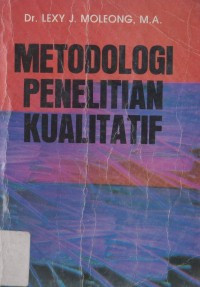 Dr. LEXY J. MOLEONG, M.A.
METODOLOGI
PENELITIAN
KUALITATIF